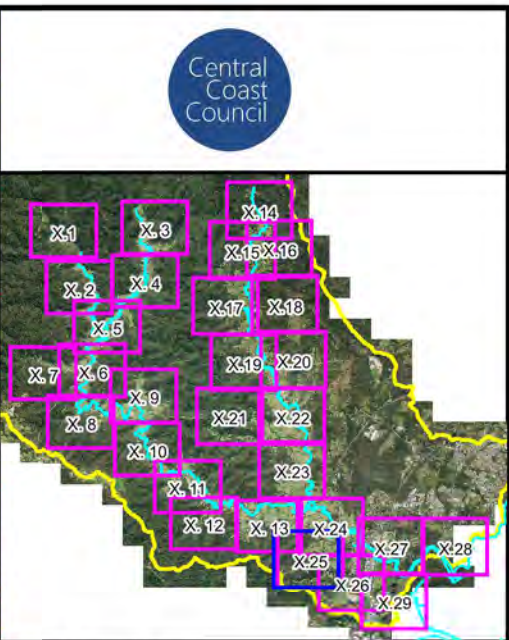 Central
Coast
Council
X.1
X. 3
X.14
X.15
X.16
X. 2
X. 4
X.17
X.18
X. 5
X. 7
X. 6
X.19
X.20
X. 9
X. 8
X.21
X.22
X. 10
X.23
X. 11
X. 12
X. 13
X.24
X.25
X.27
X.28
X.26
X.29